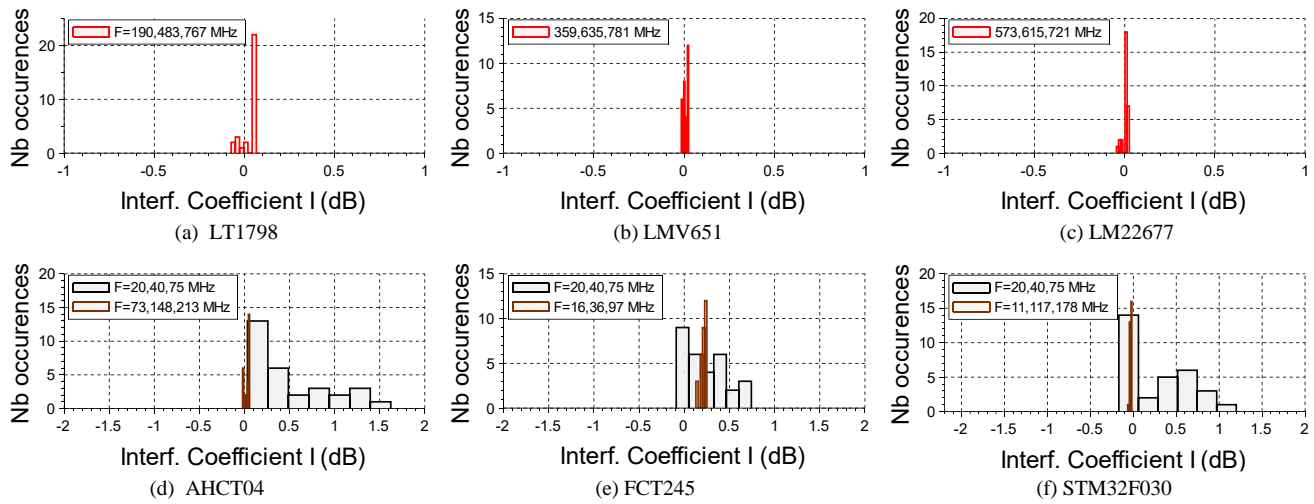 F=190,483,767 MHz
Nb occurences
20
10
0
-1
-0.5
0
0.5
1
Interf. Coefficient I (dB)
(a) LT1798
359,635,781 MHz
Nb occurences
15
10
5
0
-1
-0.5
0
0.5
1
Interf. Coefficient I (dB)
(b) LMV651
573,615,721 MHz
Nb occurences
20
15
10
5
0
-1
-0.5
0
0.5
1
Interf. Coefficient I (dB)
(c) LM22677
F=20,40,75 MHz
F=73,148,213 MHz
Nb occurences
20
15
10
5
0
-2
-1.5
-1
-0.5
0
0.5
1
1.5
2
Interf. Coefficient I (dB)
(d) AHCT04
F=20,40,75 MHz
F=16,36,97 MHz
Nb occurences
15
10
5
0
-2
-1.5
-1
-0.5
0
0.5
1
1.5
2
Interf. Coefficient I (dB)
(e) FCT245
F=20,40,75 MHz
F=11,117,178 MHz
Nb occurences
20
15
10
5
0
-2
-1.5
-1
-0.5
0
0.5
1
1.5
2
Interf. Coefficient I (dB)
(f) STM32F030